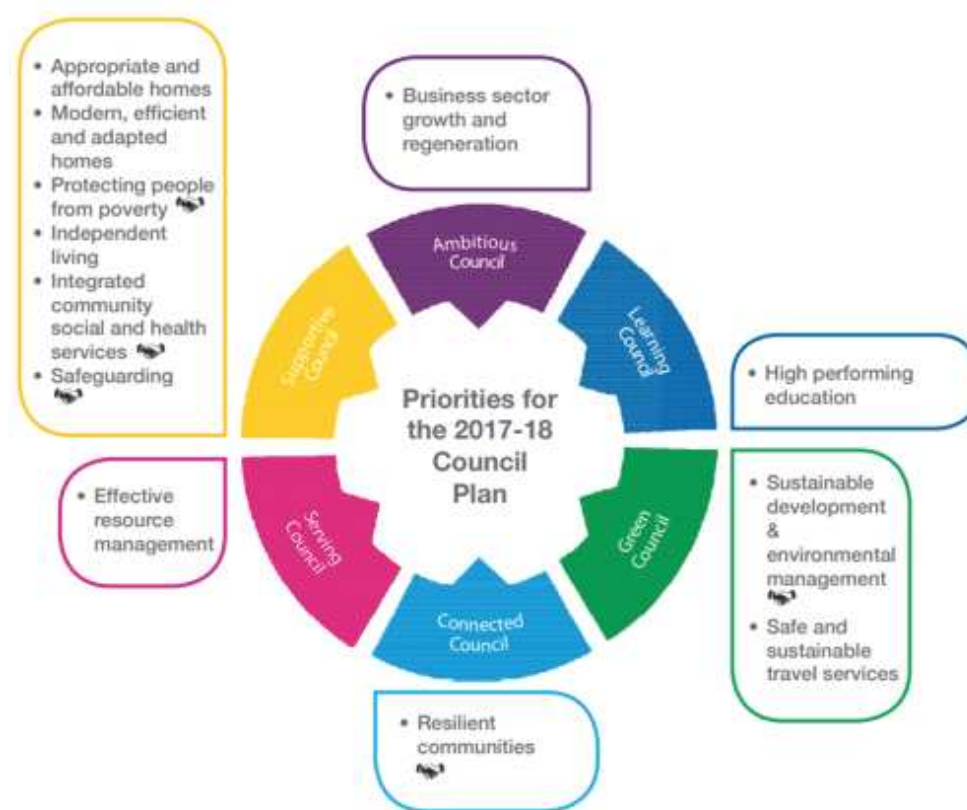 • Appropriate and
affordable homes
• Modern, efficient
and adapted
homes
• Protecting people
from poverty
• Independent
living
• Integrated
community
social and health
services
• Safeguarding
• Business sector
growth and
regeneration
Ambitious
Council
Supportive
Council
Learning
Council
• High performing
education
Priorities for
the 2017-18
Council
Plan
• Effective
resource
management
Serving
Council
Green
Council
• Sustainable
development
&
environmental
management
• Safe and
sustainable
travel services
Connected
Council
• Resilient
communities